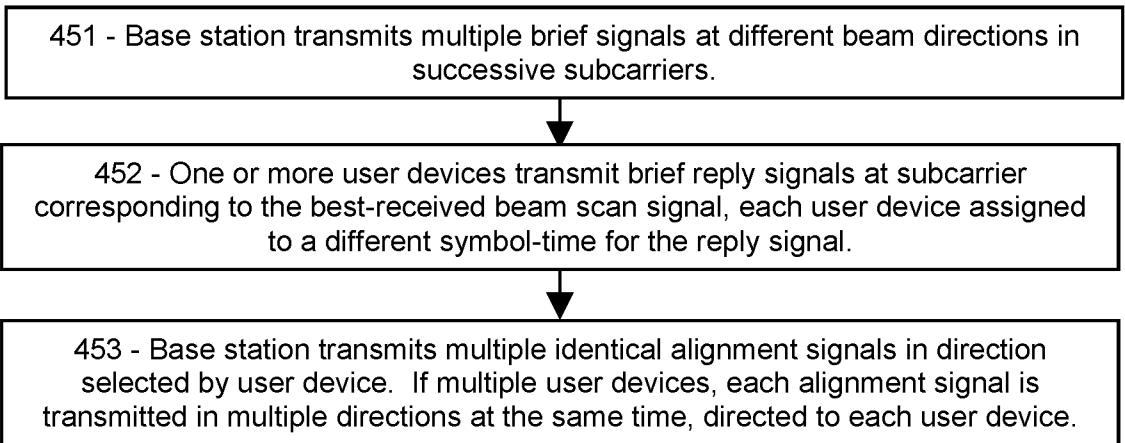 451 - Base station transmits multiple brief signals at different beam directions in
successive subcarriers.
452 - One or more user devices transmit brief reply signals at subcarrier
corresponding to the best-received beam scan signal, each user device assigned
to a different symbol-time for the reply signal.
453 - Base station transmits multiple identical alignment signals in direction
selected by user device.  If multiple user devices, each alignment signal is
transmitted in multiple directions at the same time, directed to each user device.